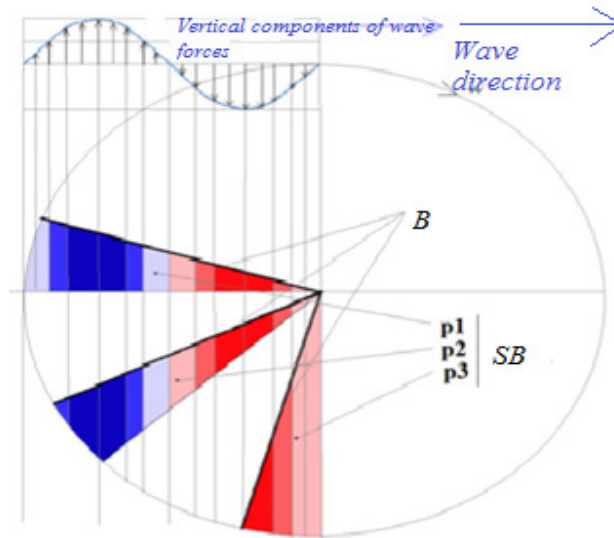 Vertical components of wave
forces
Wave
direction
B
p1
p2
SB
p3